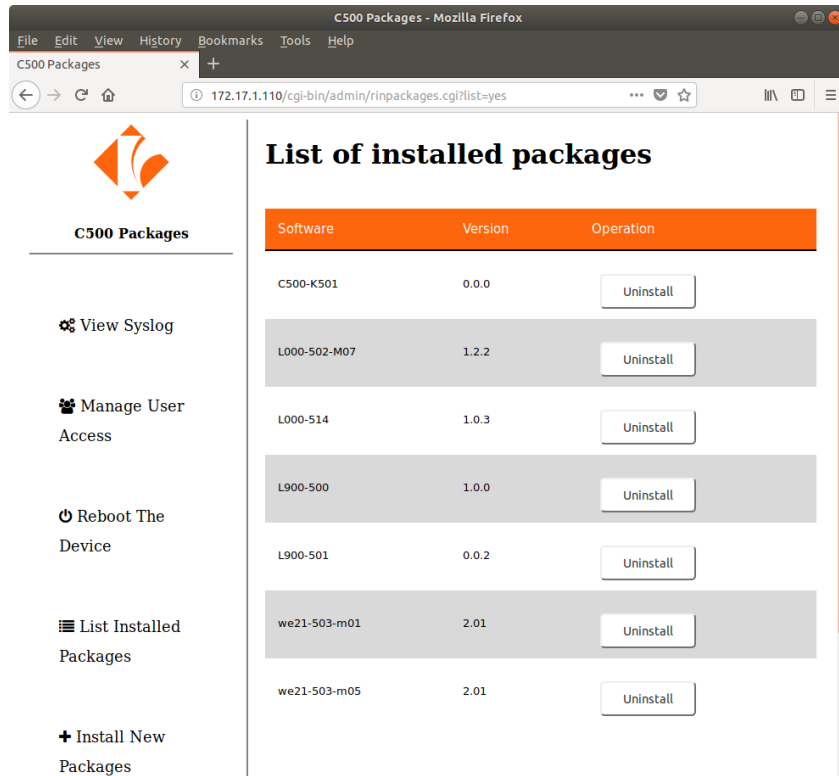 C500 Packages - Mozilla Firefox
File Edit View History Bookmarks Tools Help
C500 Packages
172.17.1.110/cgi-bin/admin/rinpackages.cgi?list=yes
C500 Packages
View Syslog
Manage User
Access
Reboot The
Device
List Installed
Packages
Install New
Packages
List of installed packages
Software Version Operation
C500-K501 0.0.0 Uninstall
L000-502-M07 1.2.2 Uninstall
L000-514 1.0.3 Uninstall
L900-500 1.0.0 Uninstall
L900-501 0.0.2 Uninstall
we21-503-m01 2.01 Uninstall
we21-503-m05 2.01 Uninstall